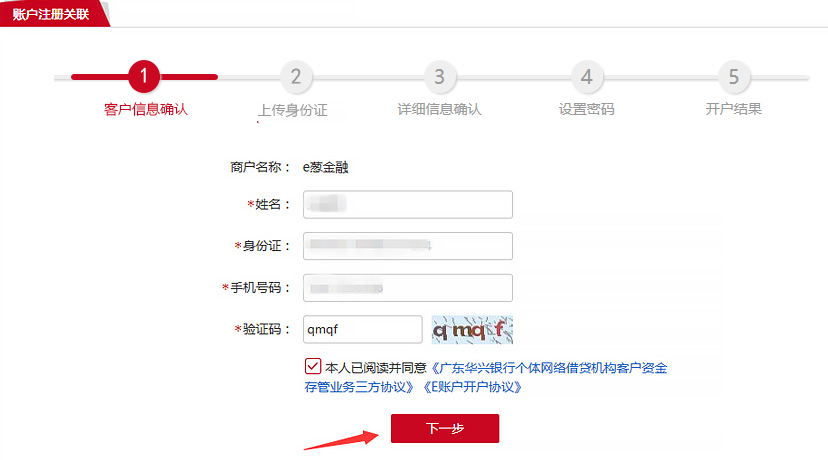 账户注册关联
1 2 3 4 5
客户信息确认 上传身份证 详细信息确认 设置密码 开户结果
商户名称： e葱金融
*姓名：
*身份证：
*手机号码：
*验证码： qmqf qmqf
本人已阅读并同意《广东华兴银行个体网络借贷机构客户资金
存管业务三方协议》《E账户开户协议》
下一步